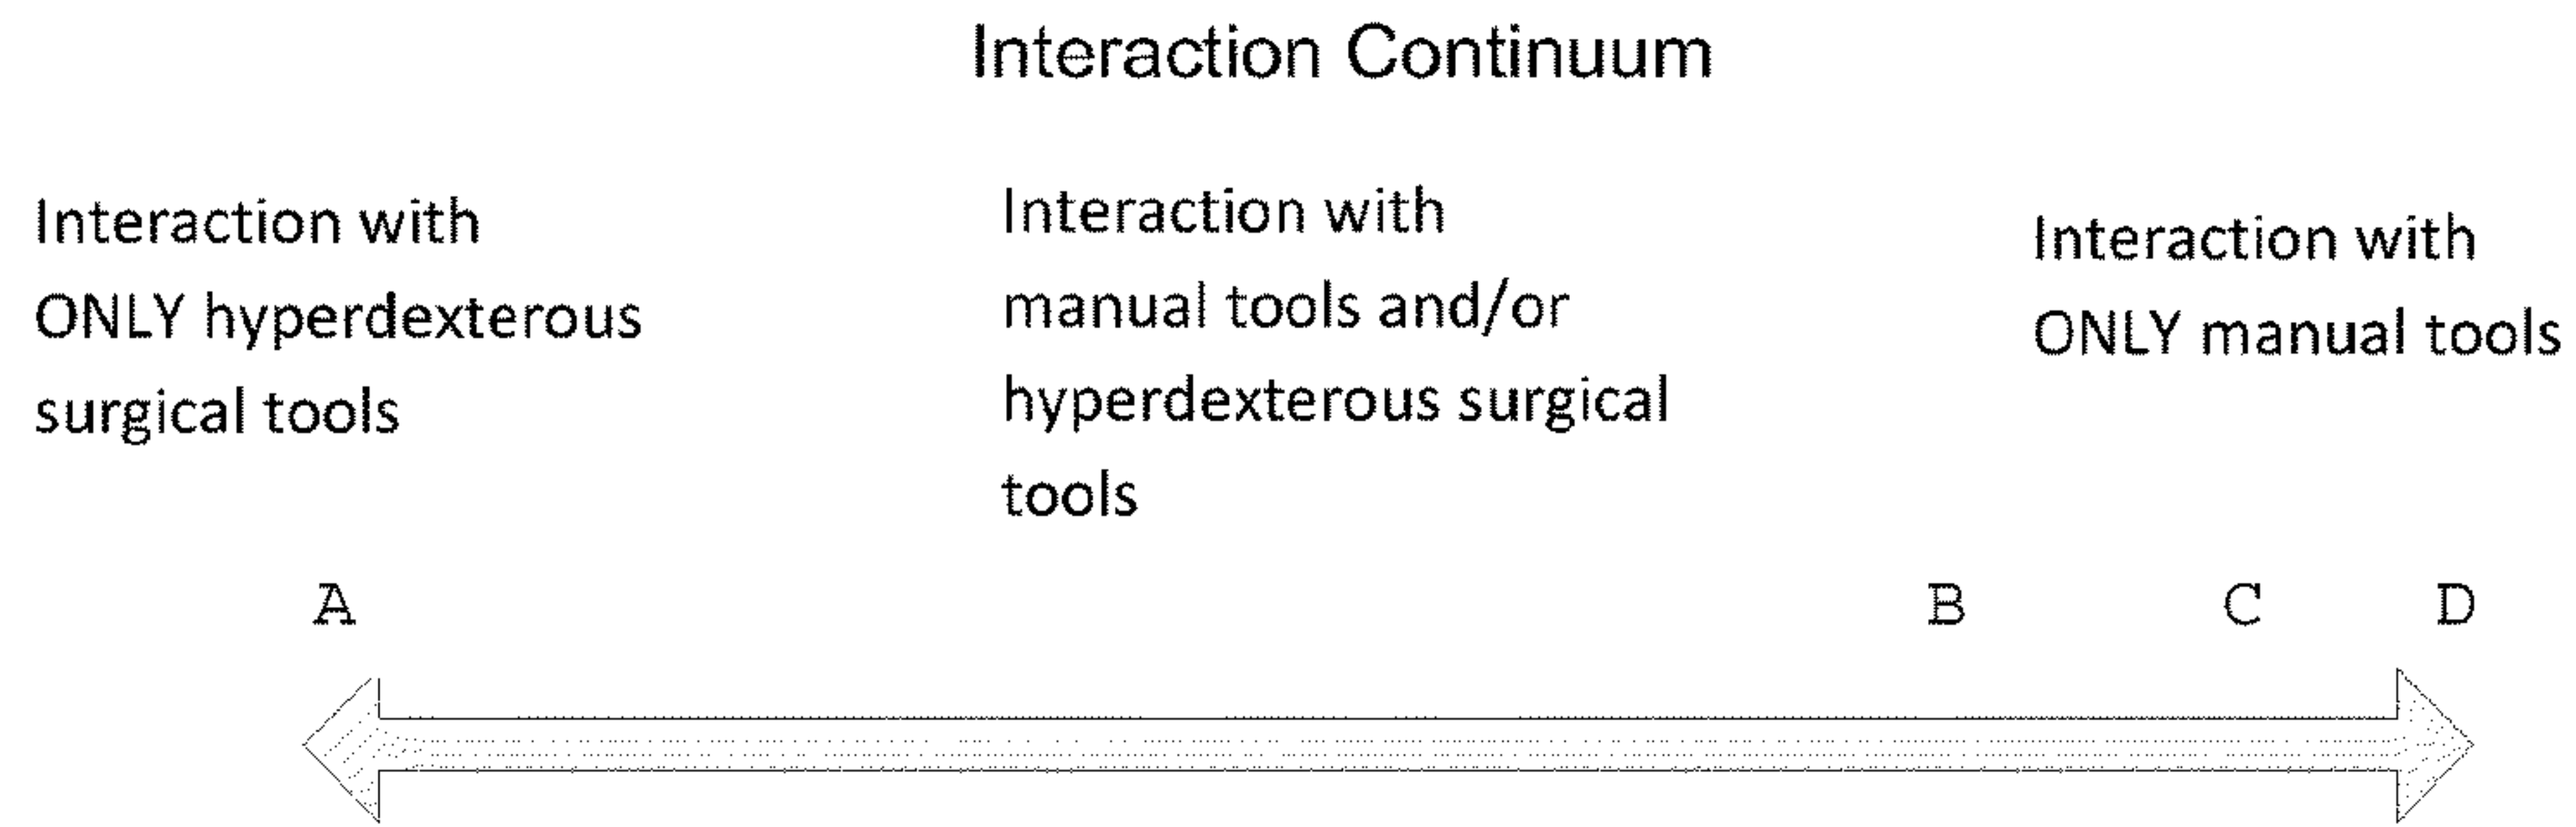 Interaction Continuum
Interaction with
ONLY hyperdexterous
surgical tools
Interaction with
manual tools and/or
hyperdexterous surgical
tools
Interaction with
ONLY manual tools
A
B
C
D